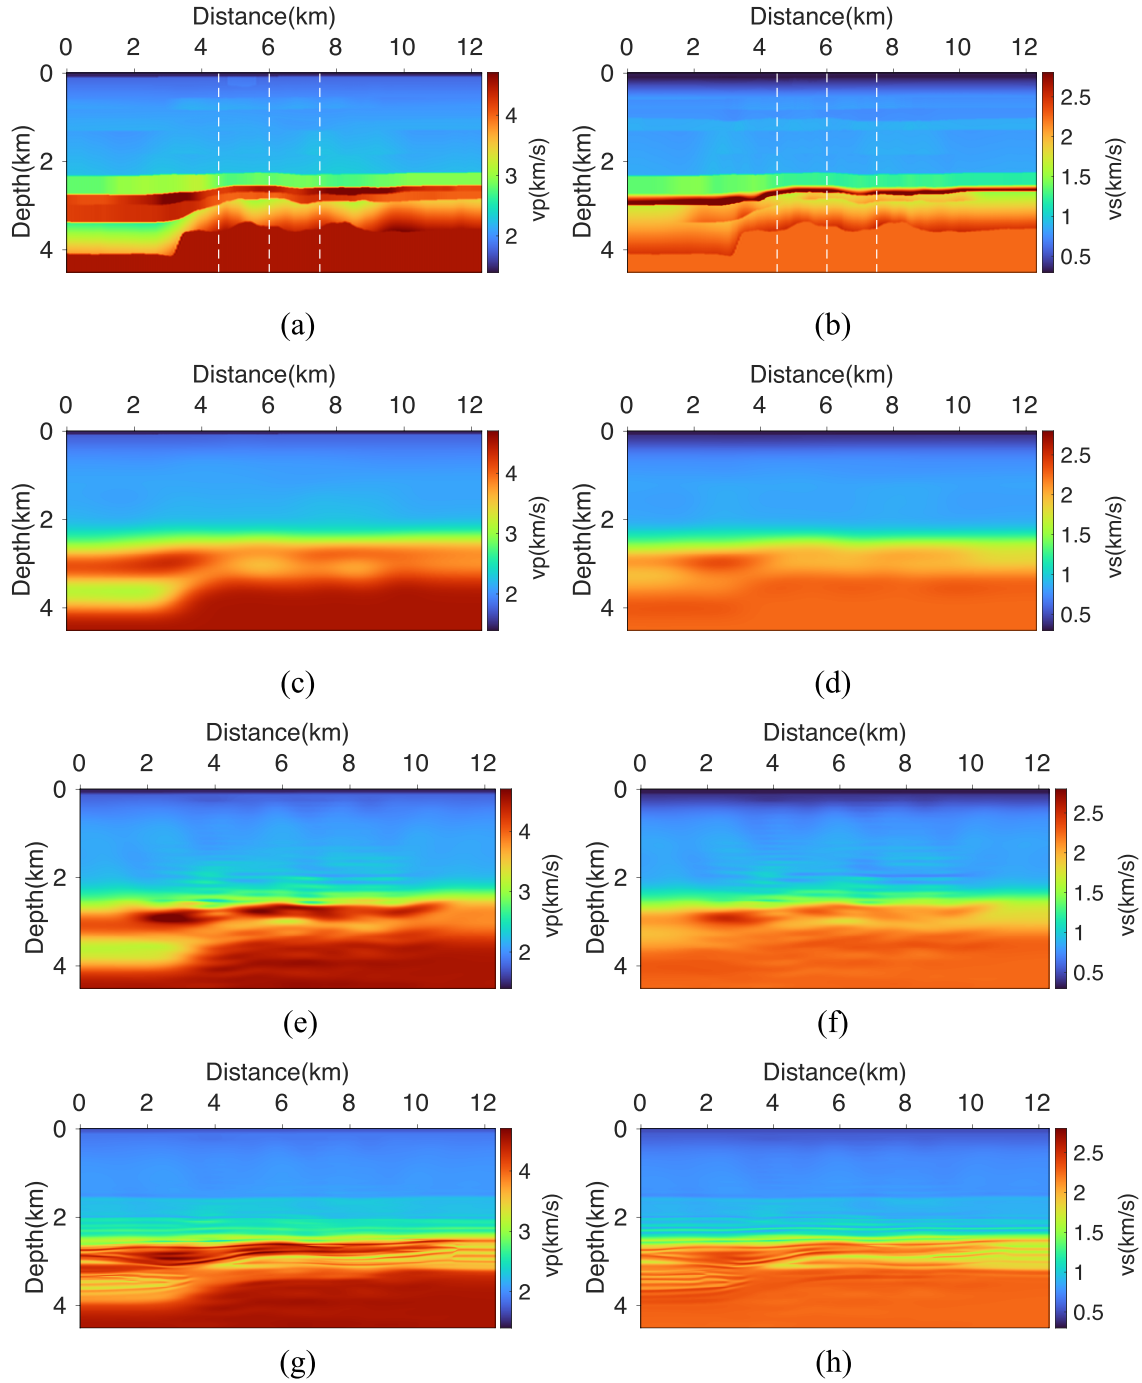 Distance(km) Distance(km)
0 2 4 6 8 10 12 0 2 4 6 8 10 12
0 2 4 Depth(km) 4 3 2 vp(km/s) 0 2 4 Depth(km) 2.5 2 1.5 1 0.5 vs(km/s)
(a) (b)
Distance(km) Distance(km)
0 2 4 6 8 10 12 0 2 4 6 8 10 12
0 2 4 Depth(km) 4 3 2 vp(km/s) 0 2 4 Depth(km) 2.5 2 1.5 1 0.5 vs(km/s)
(c) (d)
Distance(km) Distance(km)
0 2 4 6 8 10 12 0 2 4 6 8 10 12
0 2 4 Depth(km) 4 3 2 vp(km/s) 0 2 4 Depth(km) 2.5 2 1.5 1 0.5 vs(km/s)
(e) (f)
Distance(km) Distance(km)
0 2 4 6 8 10 12 0 2 4 6 8 10 12
0 2 4 Depth(km) 4 3 2 vp(km/s) 0 2 4 Depth(km) 2.5 2 1.5 1 0.5 vs(km/s)
(g) (h)